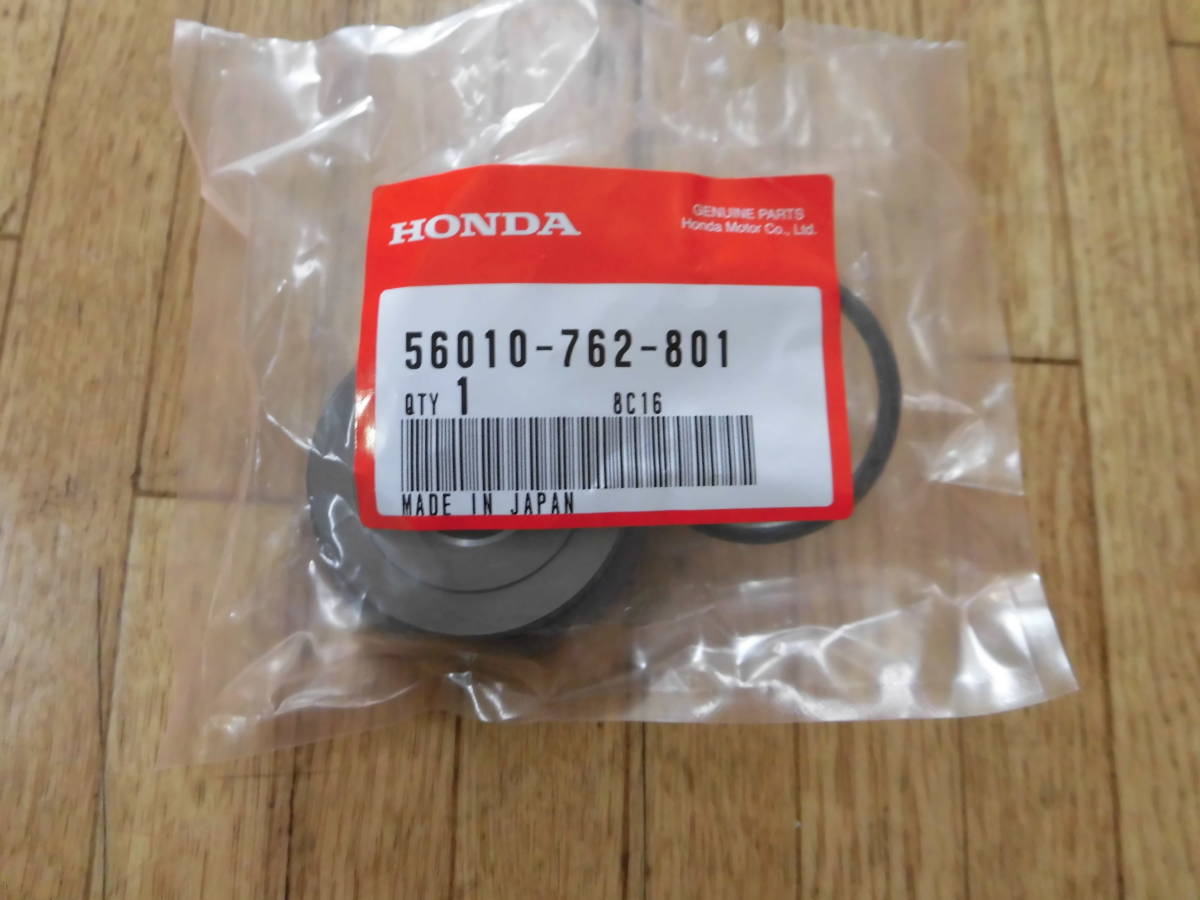 HONDA
GENUINE PARTS
Honda Motor Co., Ltd.
56010-762-801
QTY 1 8C16
MADE IN JAPAN